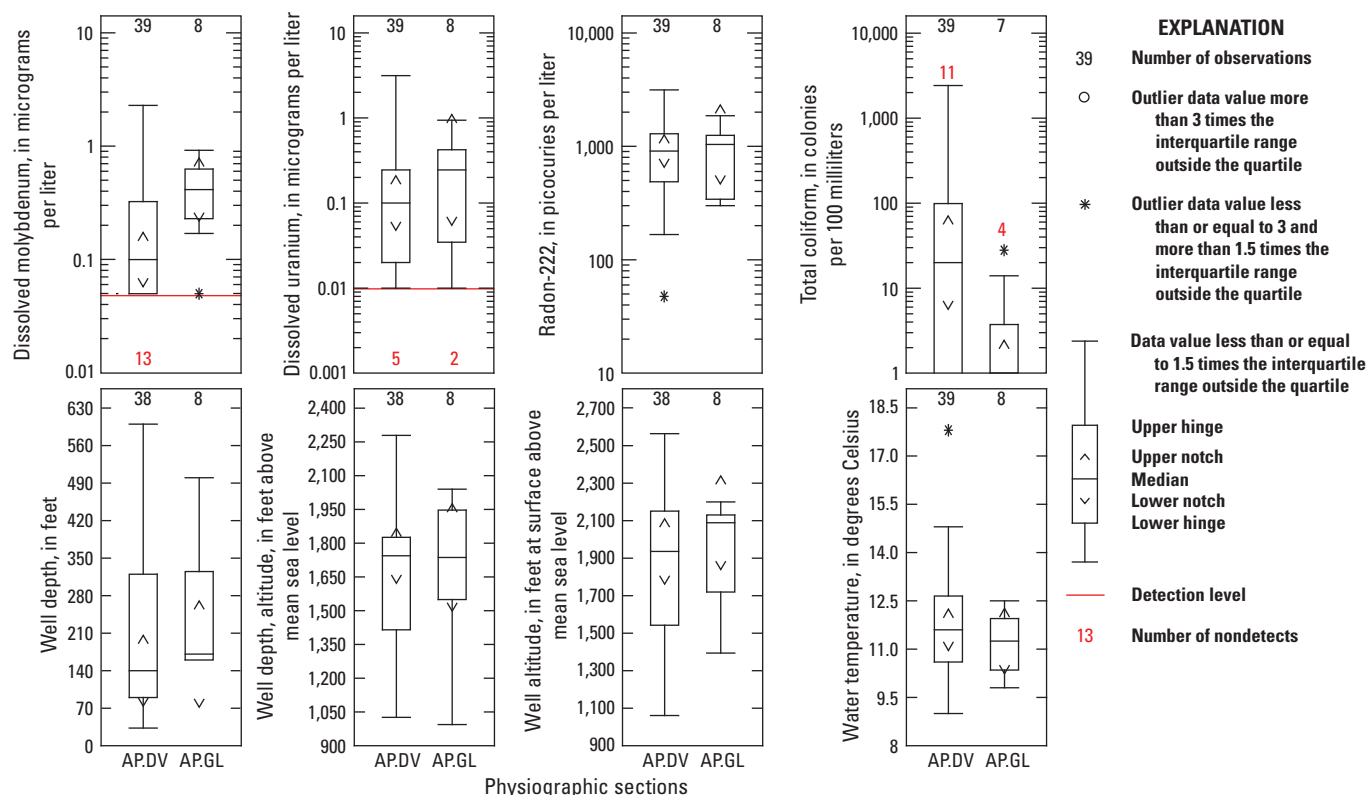 Dissolved molybdenum, in micrograms
per liter
10
1
0.1
0.01
39
8
13
Dissolved uranium, in micrograms per liter
10
1
0.1
0.01
0.001
39
8
5
2
Radon-222, in picocuries per liter
10,000
1,000
100
10
39
8
Total coliform, in colonies
per 100 milliliters
10,000
1,000
100
10
1
39
7
11
4
Well depth, in feet
630
560
490
420
350
280
210
140
70
0
38
8
AP.DV
AP.GL
Well depth, altitude, in feet above
mean sea level
2,400
2,250
2,100
1,950
1,800
1,650
1,500
1,350
1,200
1,050
900
38
8
AP.DV
AP.GL
Well altitude, in feet at surface above
mean sea level
2,700
2,500
2,300
2,100
1,900
1,700
1,500
1,300
1,100
900
38
8
AP.DV
AP.GL
Water temperature, in degrees Celsius
18.5
17.0
15.5
14.0
12.5
11.0
9.5
8
39
8
AP.DV
AP.GL
Physiographic sections
EXPLANATION
39 Number of observations
Outlier data value more
than 3 times the
interquartile range
outside the quartile
Outlier data value less
than or equal to 3 and
more than 1.5 times the
interquartile range
outside the quartile
Data value less than or equal
to 1.5 times the interquartile
range outside the quartile
Upper hinge
Upper notch
Median
Lower notch
Lower hinge
Detection level
13 Number of nondetects